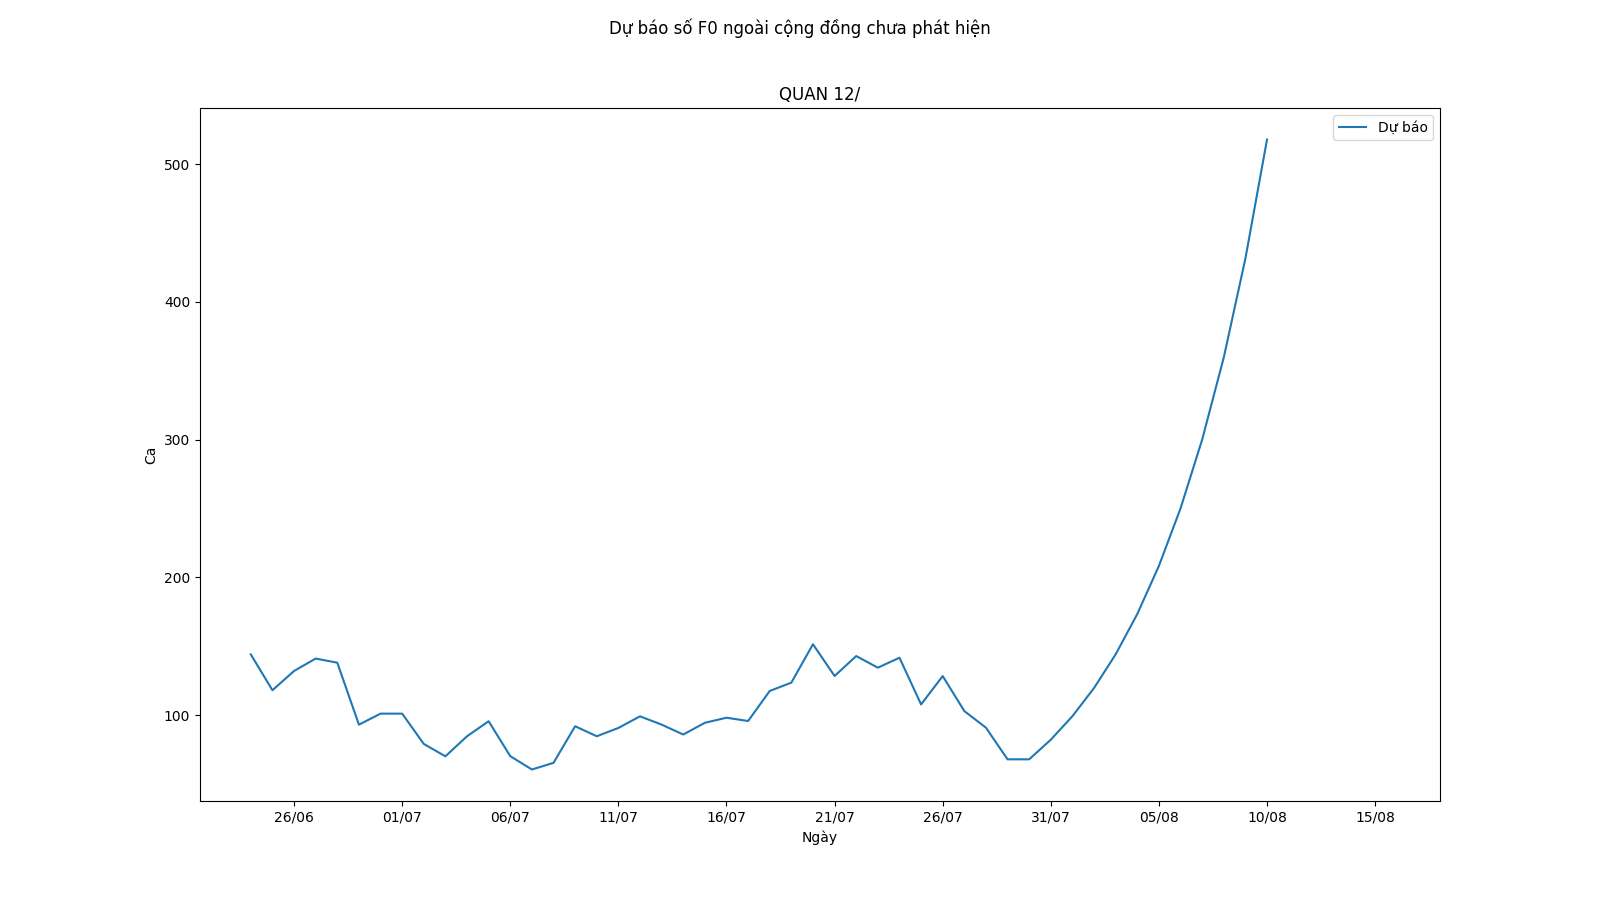 Dự báo số F0 ngoài cộng đồng chưa phát hiện
QUAN 12/
Dự báo
500
400
300
200
100
Ca
26/06 01/07 06/07 11/07 16/07 21/07 26/07 31/07 05/08 10/08 15/08
Ngày